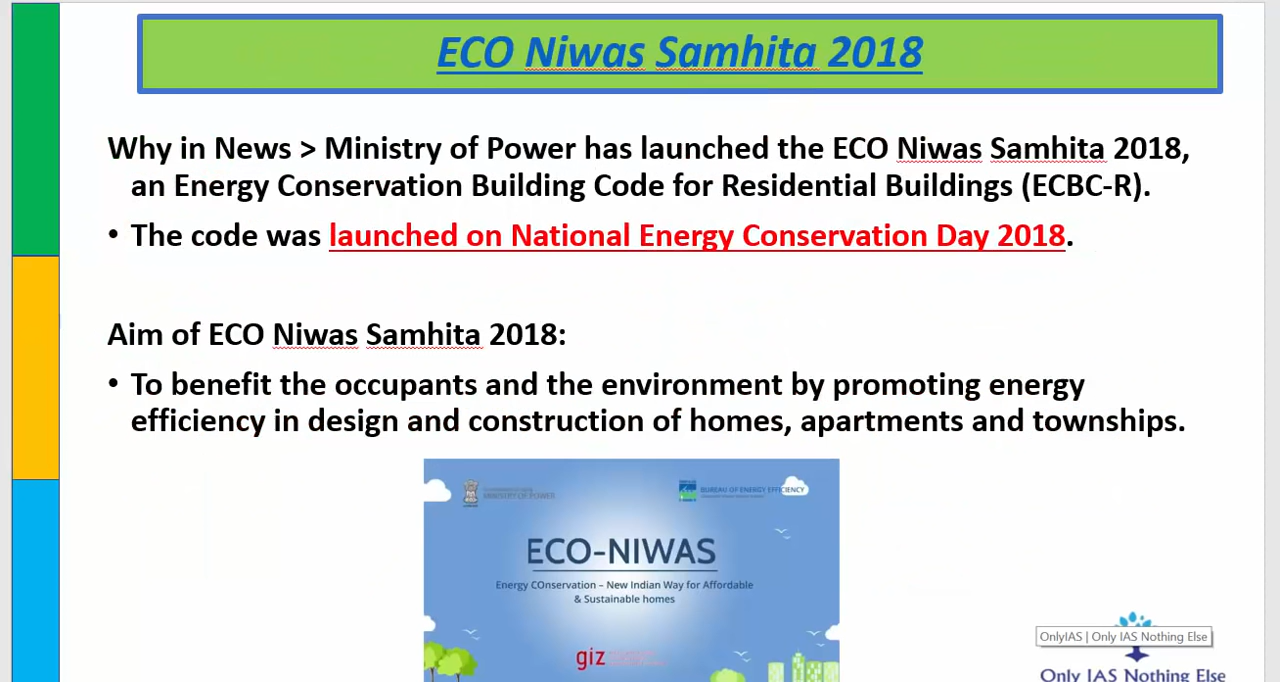 ECO Niwas Samhita 2018
Why in News > Ministry of Power has launched the ECO Niwas Samhita 2018,
an Energy Conservation Building Code for Residential Buildings (ECBC-R).
• The code was launched on National Energy Conservation Day 2018.
Aim of ECO Niwas Samhita 2018:
• To benefit the occupants and the environment by promoting energy
efficiency in design and construction of homes, apartments and townships.
MINISTRY OF POWER
BUREAU OF ENERGY EFFICIENCY
ECO-NIWAS
Energy COnservation – New Indian Way for Affordable
& Sustainable homes
giz
OnlyIAS | Only IAS Nothing Else
Only IAS Nothing Else